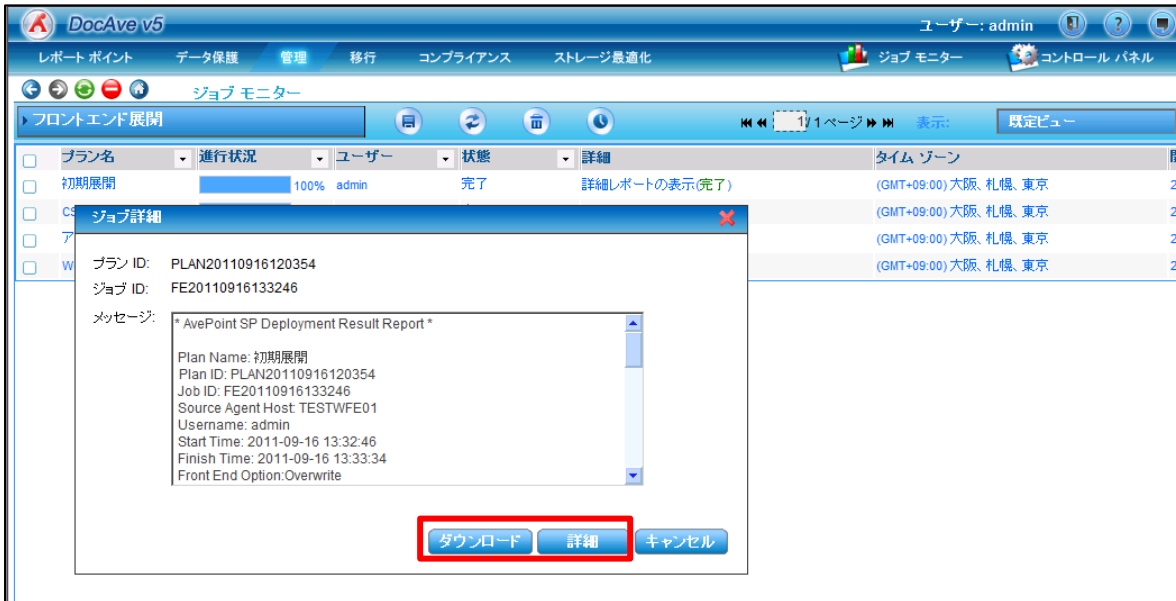 DocAve v5
ユーザー: admin
レポート ポイント データ保護 管理 移行 コンプライアンス ストレージ最適化 ジョブ モニター コントロール パネル
ジョブ モニター
フロントエンド展開 1 / 1 ページ 表示: 既定ビュー
プラン名 進行状況 ユーザー 状態 詳細 タイム ゾーン
初期展開 100% admin 完了 詳細レポートの表示(完了) (GMT+09:00) 大阪、札幌、東京 2
CS (GMT+09:00) 大阪、札幌、東京 2
ア (GMT+09:00) 大阪、札幌、東京 2
W (GMT+09:00) 大阪、札幌、東京 2
ジョブ詳細
プラン ID: PLAN20110916120354
ジョブ ID: FE20110916133246
メッセージ: * AvePoint SP Deployment Result Report *
Plan Name: 初期展開
Plan ID: PLAN20110916120354
Job ID: FE20110916133246
Source Agent Host: TESTWFE01
Username: admin
Start Time: 2011-09-16 13:32:46
Finish Time: 2011-09-16 13:33:34
Front End Option:Overwrite
ダウンロード 詳細 キャンセル